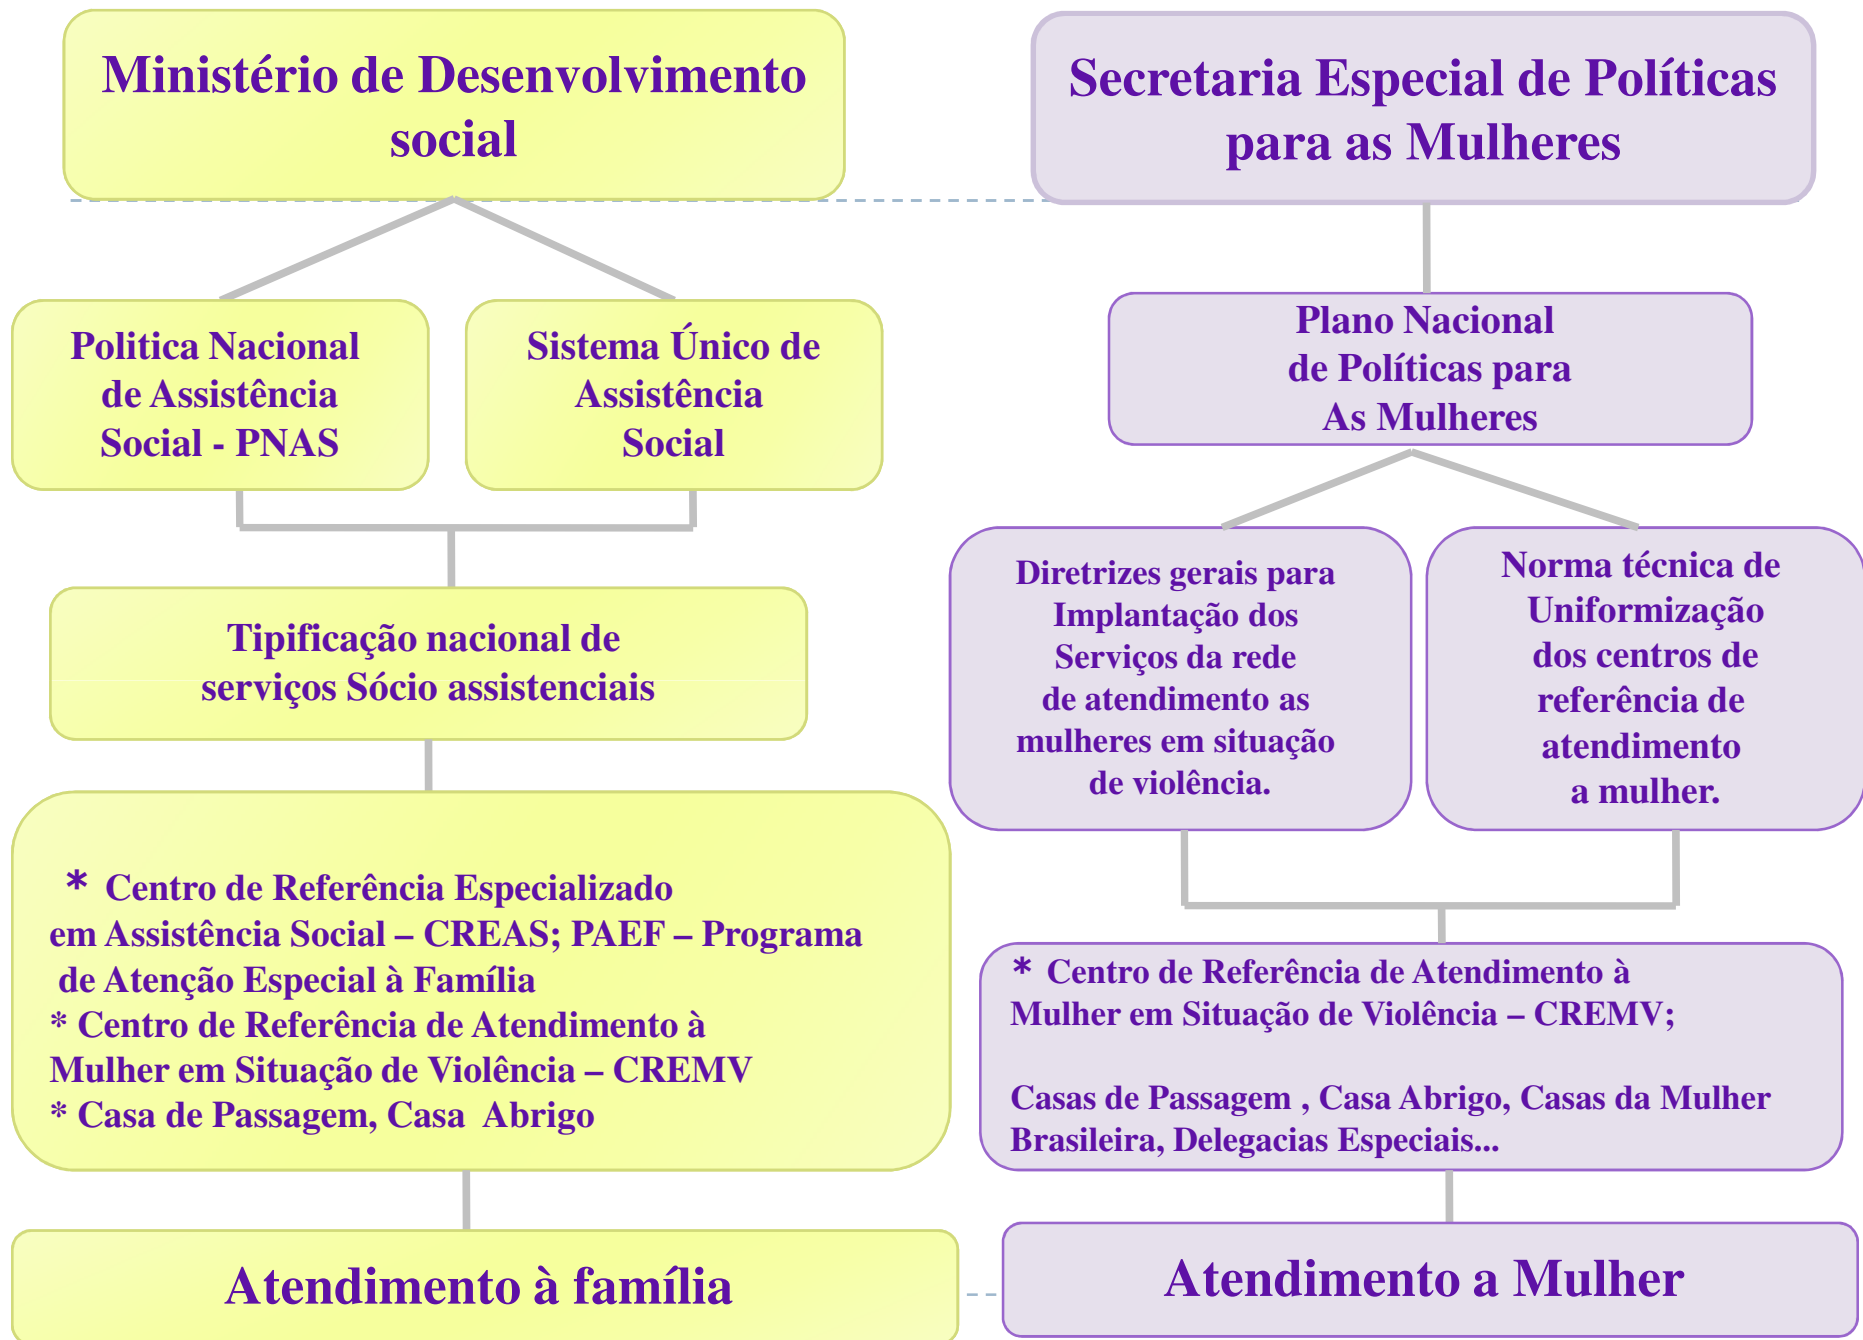 Ministério de Desenvolvimento
social
Secretaria Especial de Políticas
para as Mulheres
Politica Nacional
de Assistência
Social - PNAS
Sistema Único de
Assistência
Social
Plano Nacional
de Políticas para
As Mulheres
Tipificação nacional de
serviços Sócio assistenciais
Diretrizes gerais para
Implantação dos
Serviços da rede
de atendimento as
mulheres em situação
de violência.
Norma técnica de
Uniformização
dos centros de
referência de
atendimento
a mulher.
* Centro de Referência Especializado
em Assistência Social – CREAS; PAEF – Programa
de Atenção Especial à Família
* Centro de Referência de Atendimento à
Mulher em Situação de Violência – CREMV
* Casa de Passagem, Casa Abrigo
* Centro de Referência de Atendimento à
Mulher em Situação de Violência – CREMV;
Casas de Passagem , Casa Abrigo, Casas da Mulher
Brasileira, Delegacias Especiais...
Atendimento à família
Atendimento a Mulher